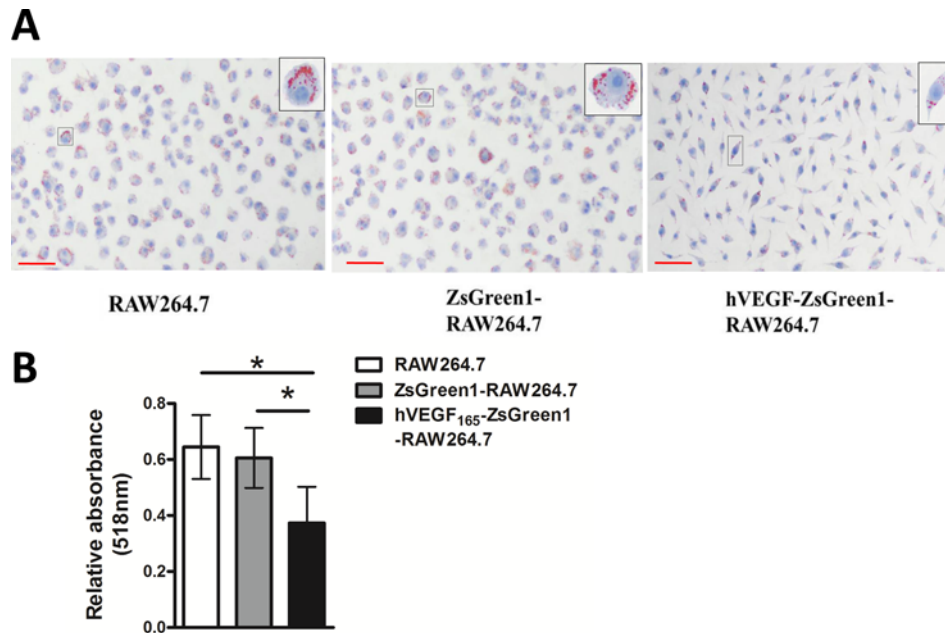 A
RAW264.7
ZsGreen1-
RAW264.7
hVEGF-ZsGreen1-
RAW264.7
B
*
*
RAW264.7
ZsGreen1-RAW264.7
hVEGF₁₆₅-ZsGreen1
-RAW264.7
Relative absorbance
(518nm)
0.8
0.6
0.4
0.2
0.0